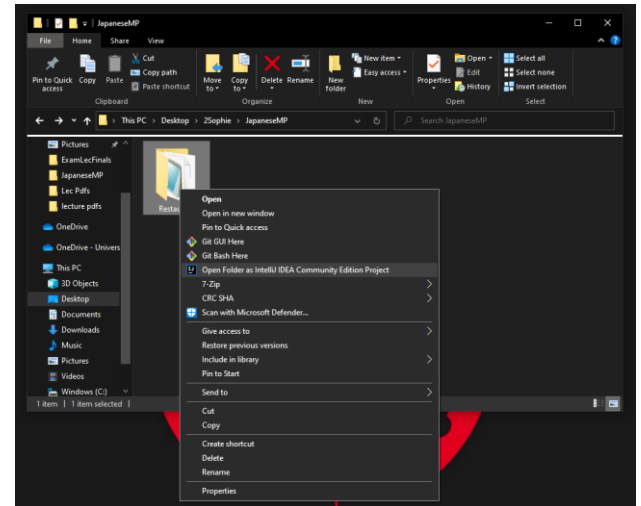 JapaneseMP
File Home Share View
Pin to Quick access
Copy
Paste
Cut
Copy path
Paste shortcut
Move to
Copy to
Delete
Rename
New folder
New item
Easy access
Properties
Open
Edit
History
Select all
Select none
Invert selection
Clipboard Organize New Open Select
This PC > Desktop > 2Sophie > JapaneseMP
Search JapaneseMP
Pictures
ExamLecFinals
JapaneseMP
Lec Pdfs
lecture pdfs
OneDrive
OneDrive - Univers
This PC
3D Objects
Desktop
Documents
Downloads
Music
Pictures
Videos
Windows (C:)
1 item 1 item selected
Restau
Open
Open in new window
Pin to Quick access
Git GUI Here
Git Bash Here
Open Folder as IntelliJ IDEA Community Edition Project
7-Zip
CRC SHA
Scan with Microsoft Defender...
Give access to
Restore previous versions
Include in library
Pin to Start
Send to
Cut
Copy
Create shortcut
Delete
Rename
Properties